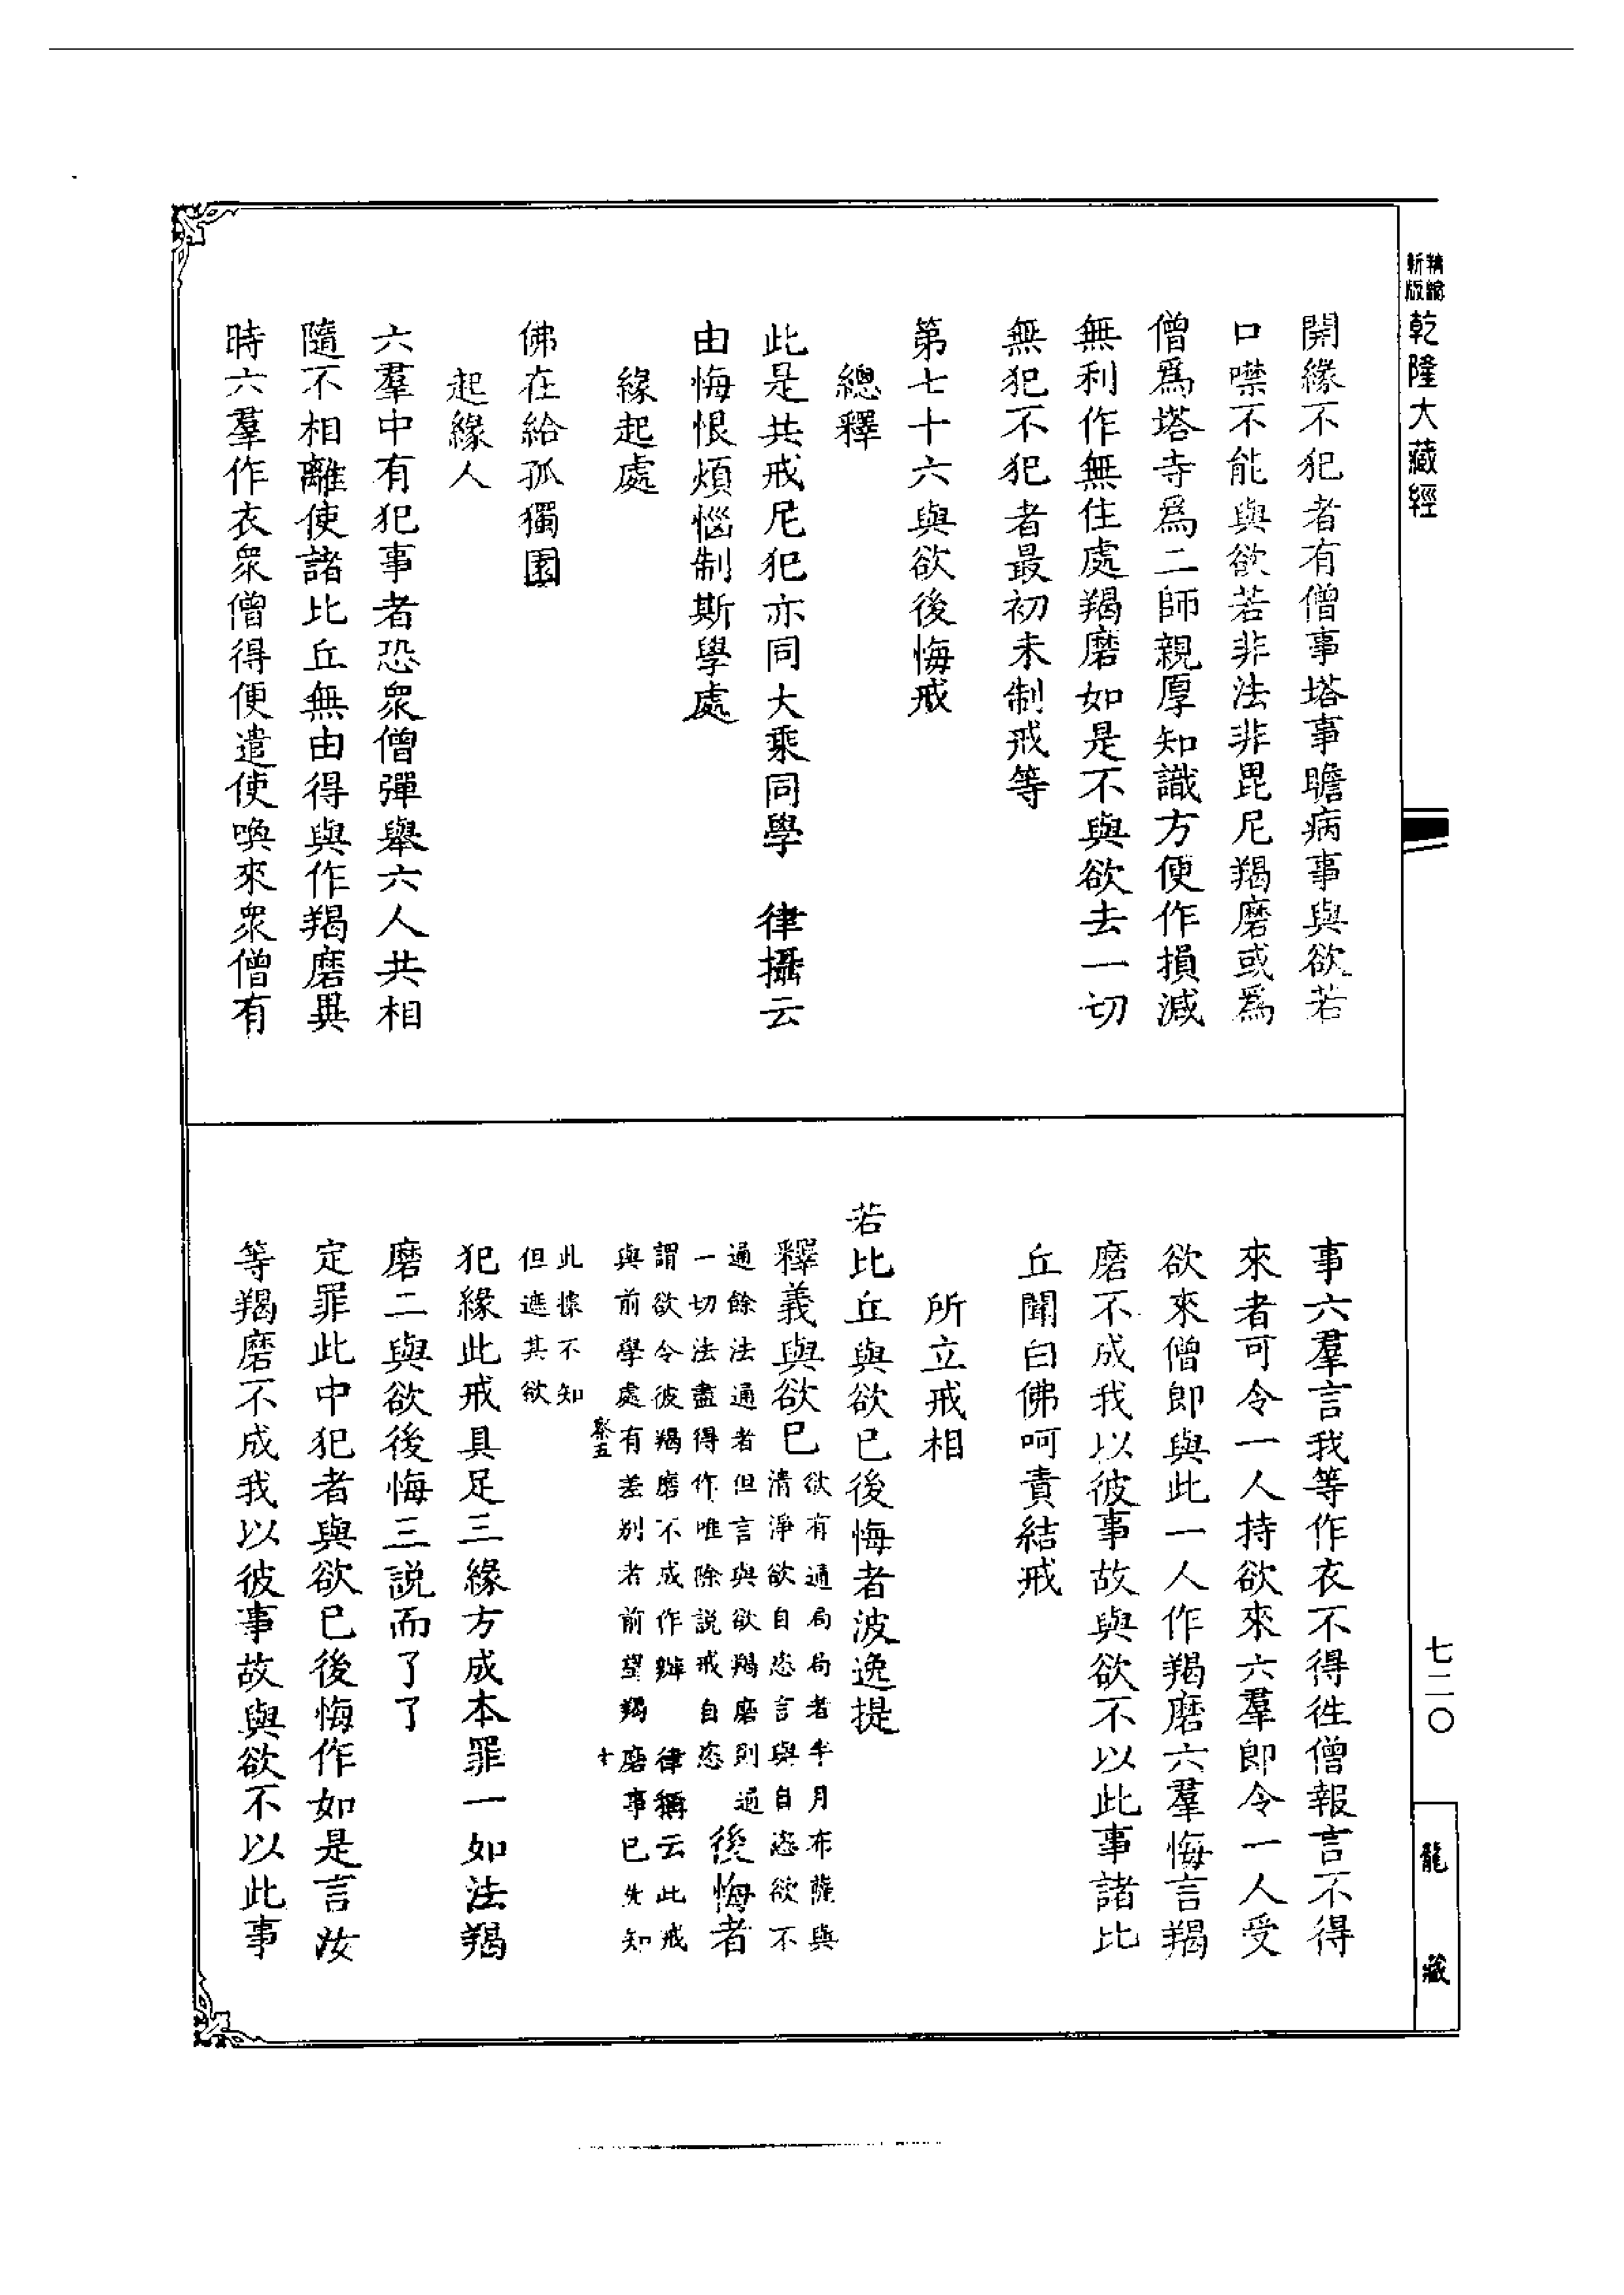 精縮
新版
乾隆大藏經
開緣不犯者有僧事塔事瞻病事與欲若
口噤不能與欲若非法非毘尼羯磨或爲
僧爲塔寺爲二師親厚知識方便作損減
無利作無住處羯磨如是不與欲去一切
無犯不犯者最初未制戒等
第七十六與欲後悔戒
總釋
此是共戒尼犯亦同大乘同學　律攝云
由悔恨煩惱制斯學處
緣起處
佛在給孤獨園
起緣人
六羣中有犯事者恐衆僧彈舉六人共相
隨不相離使諸比丘無由得與作羯磨異
時六羣作衣衆僧得便遣使喚來衆僧有
事六羣言我等作衣不得徃僧報言不得
來者可令一人持欲來六羣即令一人受
欲來僧即與此一人作羯磨六羣悔言羯
磨不成我以彼事故與欲不以此事諸比
丘聞白佛呵責結戒
所立戒相
若比丘與欲已後悔者波逸提
釋義與欲已
欲有通局局者半月布薩與
清淨欲自恣言與自恣欲不
通餘法通者但言與欲羯磨則通
一切法盡得作唯除説戒自恣
後悔者
謂欲令彼羯磨不成作辦　律攝云此戒
與前學處有差別者前望羯磨事已先知
此據不知
但遮其欲
犯緣此戒具足三緣方成本罪一如法羯
磨二與欲後悔三説而了了
定罪此中犯者與欲已後悔作如是言汝
等羯磨不成我以彼事故與欲不以此事
七二〇
龍藏